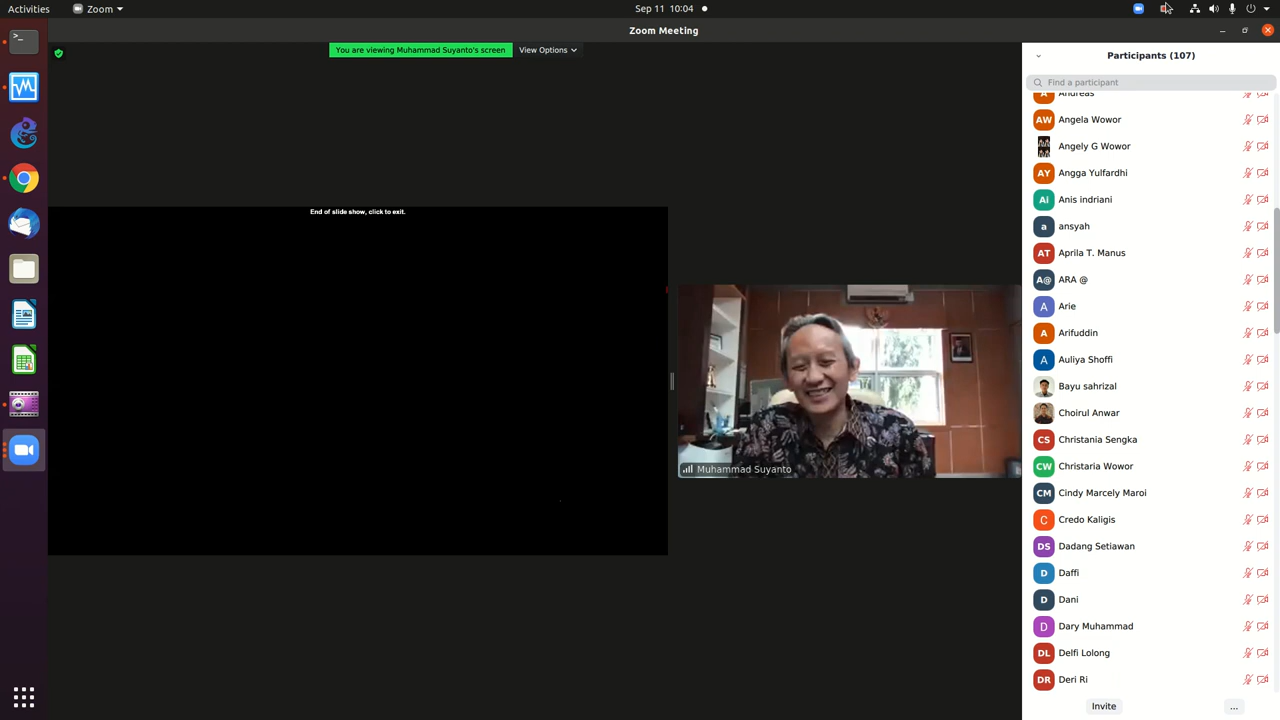 Activities
Zoom
Sep 11 10:04
Zoom Meeting
You are viewing Muhammad Suyanto's screen
View Options
Participants (107)
Find a participant
End of slide show, click to exit.
Muhammad Suyanto
Andreas
AW Angela Wowor
Angely G Wowor
AY Angga Yulfardhi
Ai Anis indriani
a ansyah
AT Aprila T. Manus
A@ ARA @
A Arie
A Arifuddin
A Auliya Shoffi
Bayu sahrizal
Choirul Anwar
CS Christania Sengka
CW Christaria Wowor
CM Cindy Marcely Maroi
C Credo Kaligis
DS Dadang Setiawan
D Daffi
D Dani
D Dary Muhammad
DL Delfi Lolong
DR Deri Ri
Invite
...